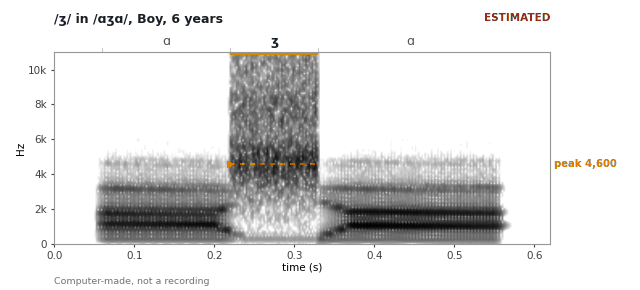 /ʒ/ in /ɑʒɑ/, Boy, 6 years
ESTIMATED
ɑ ʒ ɑ
10k
8k
6k
4k
2k
0
Hz
peak 4,600
0.0 0.1 0.2 0.3 0.4 0.5 0.6
time (s)
Computer-made, not a recording